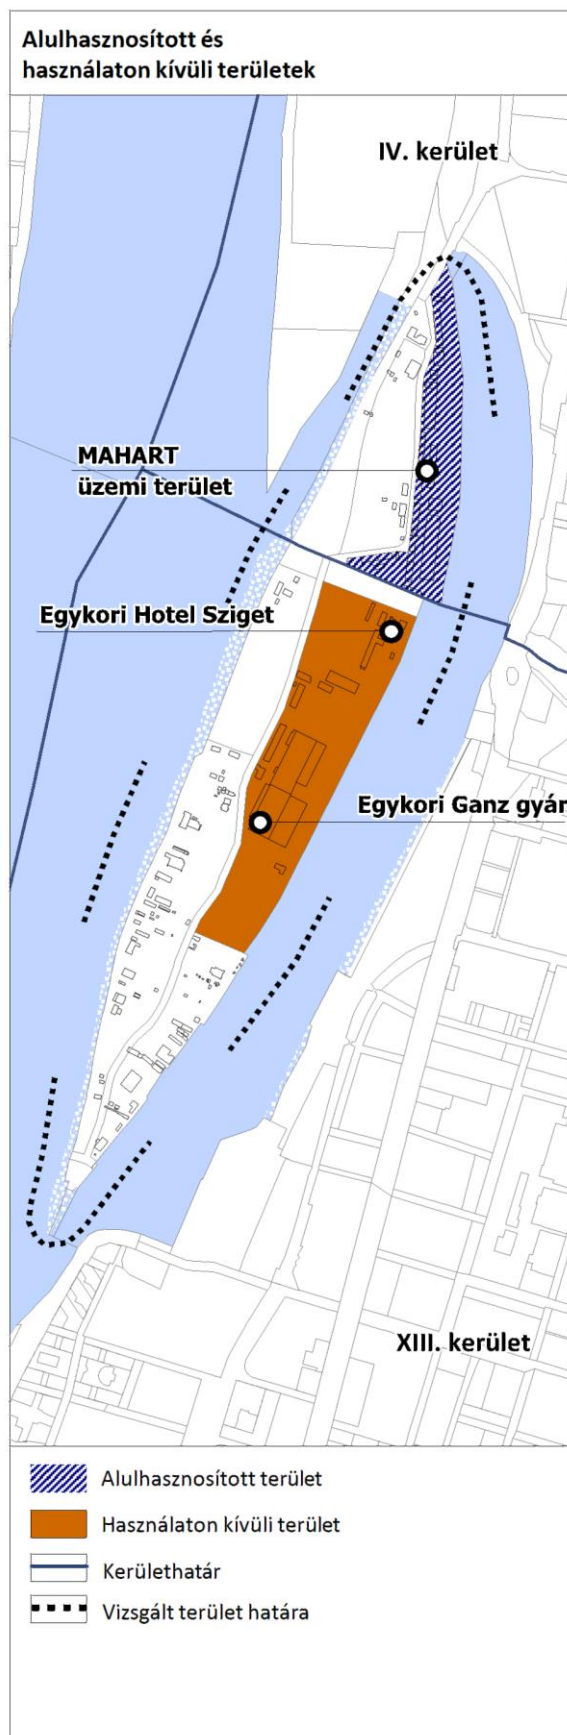 Alulhasznosított és
használaton kívüli területek
IV. kerület
MAHART
üzemi terület
Egykori Hotel Sziget
Egykori Ganz gyár
XIII. kerület
Alulhasznosított terület
Használaton kívüli terület
Kerülethatár
Vizsgált terület határa